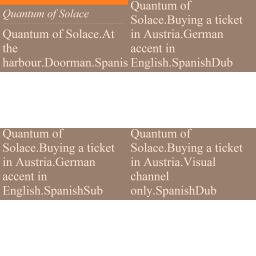 Quantum of Solace
Quantum of Solace.At
the
harbour.Doorman.Spanis
Quantum of
Solace.Buying a ticket
in Austria.German
accent in
English.SpanishDub
Quantum of
Solace.Buying a ticket
in Austria.German
accent in
English.SpanishSub
Quantum of
Solace.Buying a ticket
in Austria.Visual
channel
only.SpanishDub